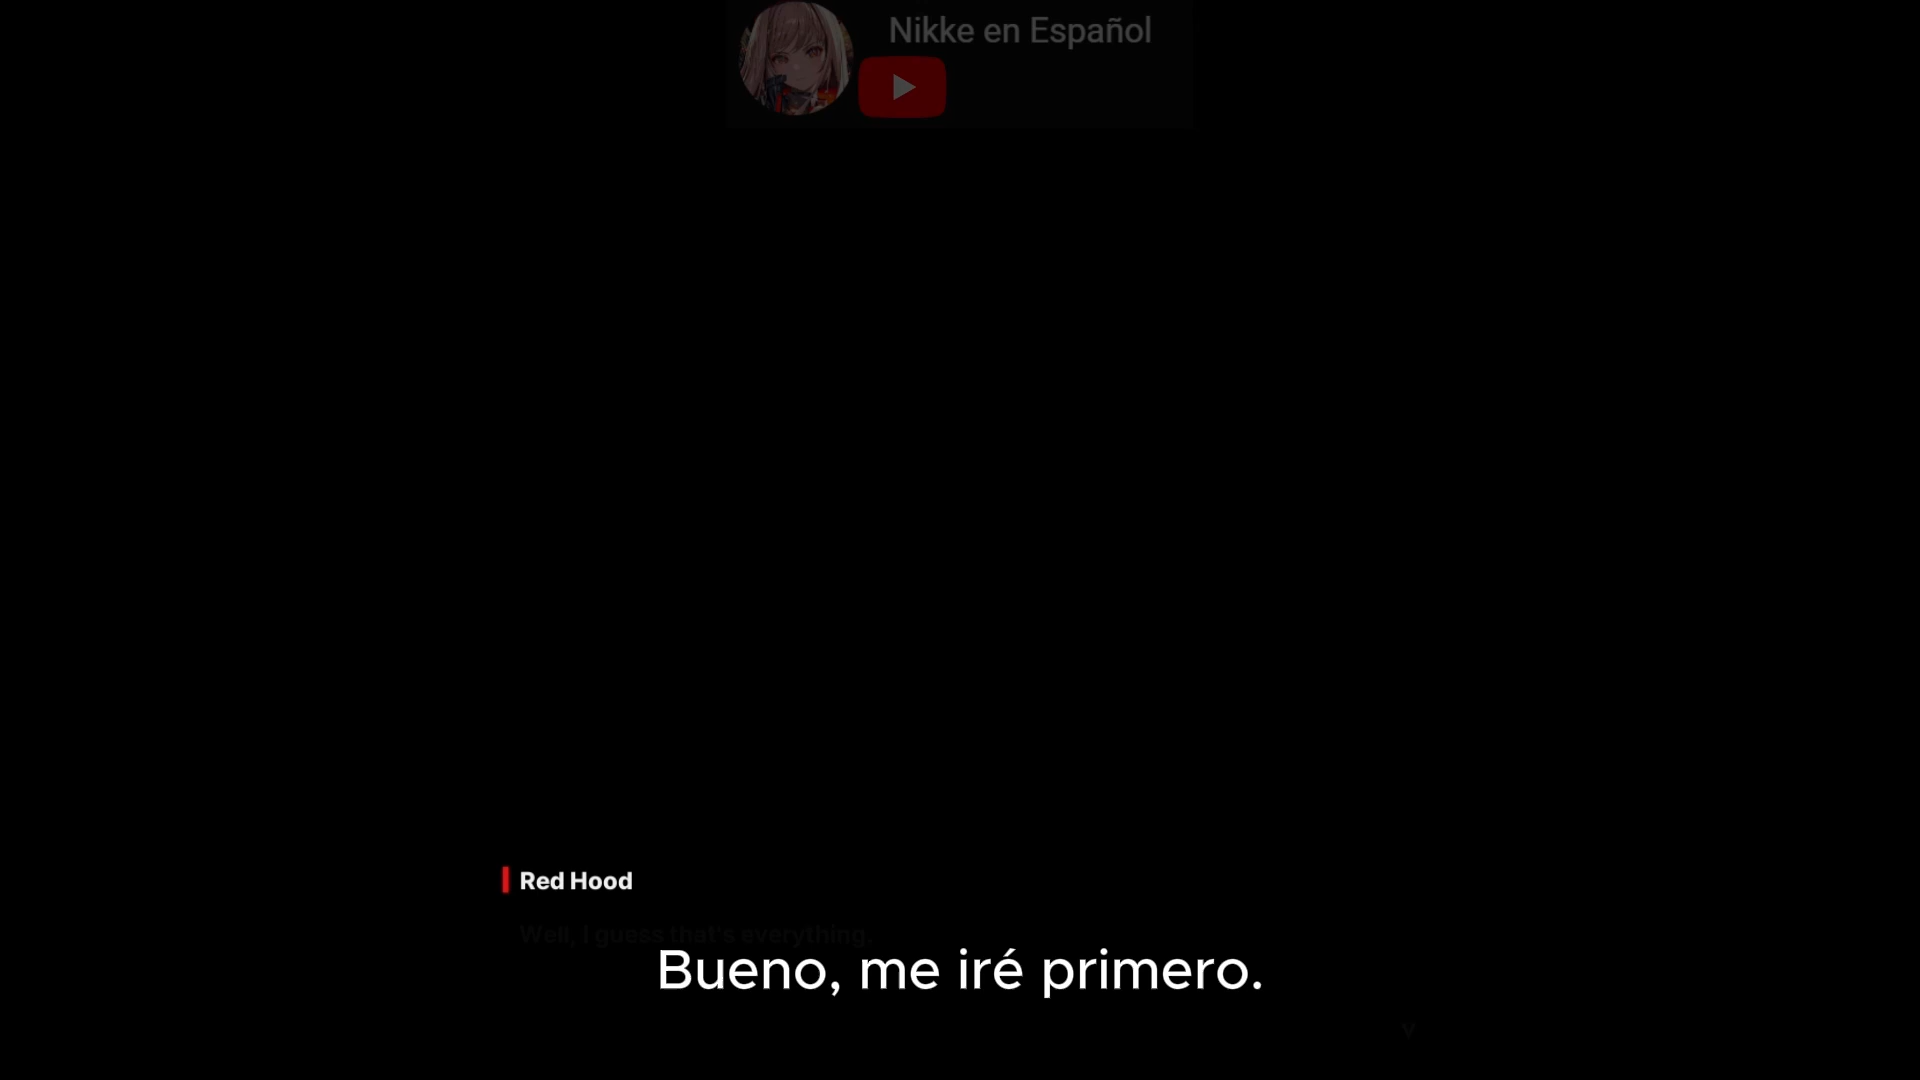 Nikke en Español
Red Hood
Well, I guess that's everything.
Bueno, me iré primero.